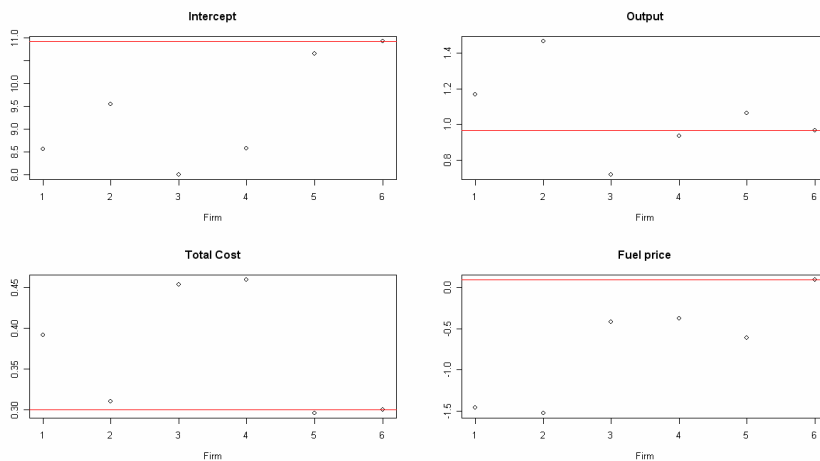 Intercept
11.0
10.0
9.5
9.0
8.5
8.0
1 2 3 4 5 6
Firm
Output
1.4
1.2
1.0
0.8
1 2 3 4 5 6
Firm
Total Cost
0.45
0.40
0.35
0.30
1 2 3 4 5 6
Firm
Fuel price
0.0
-0.5
-1.0
-1.5
1 2 3 4 5 6
Firm